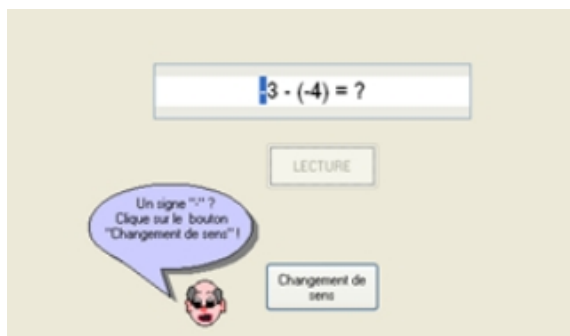 -3 - (-4) = ?
LECTURE
Un signe "-" ?
Clique sur le bouton
"Changement de sens" !
Changement de
sens